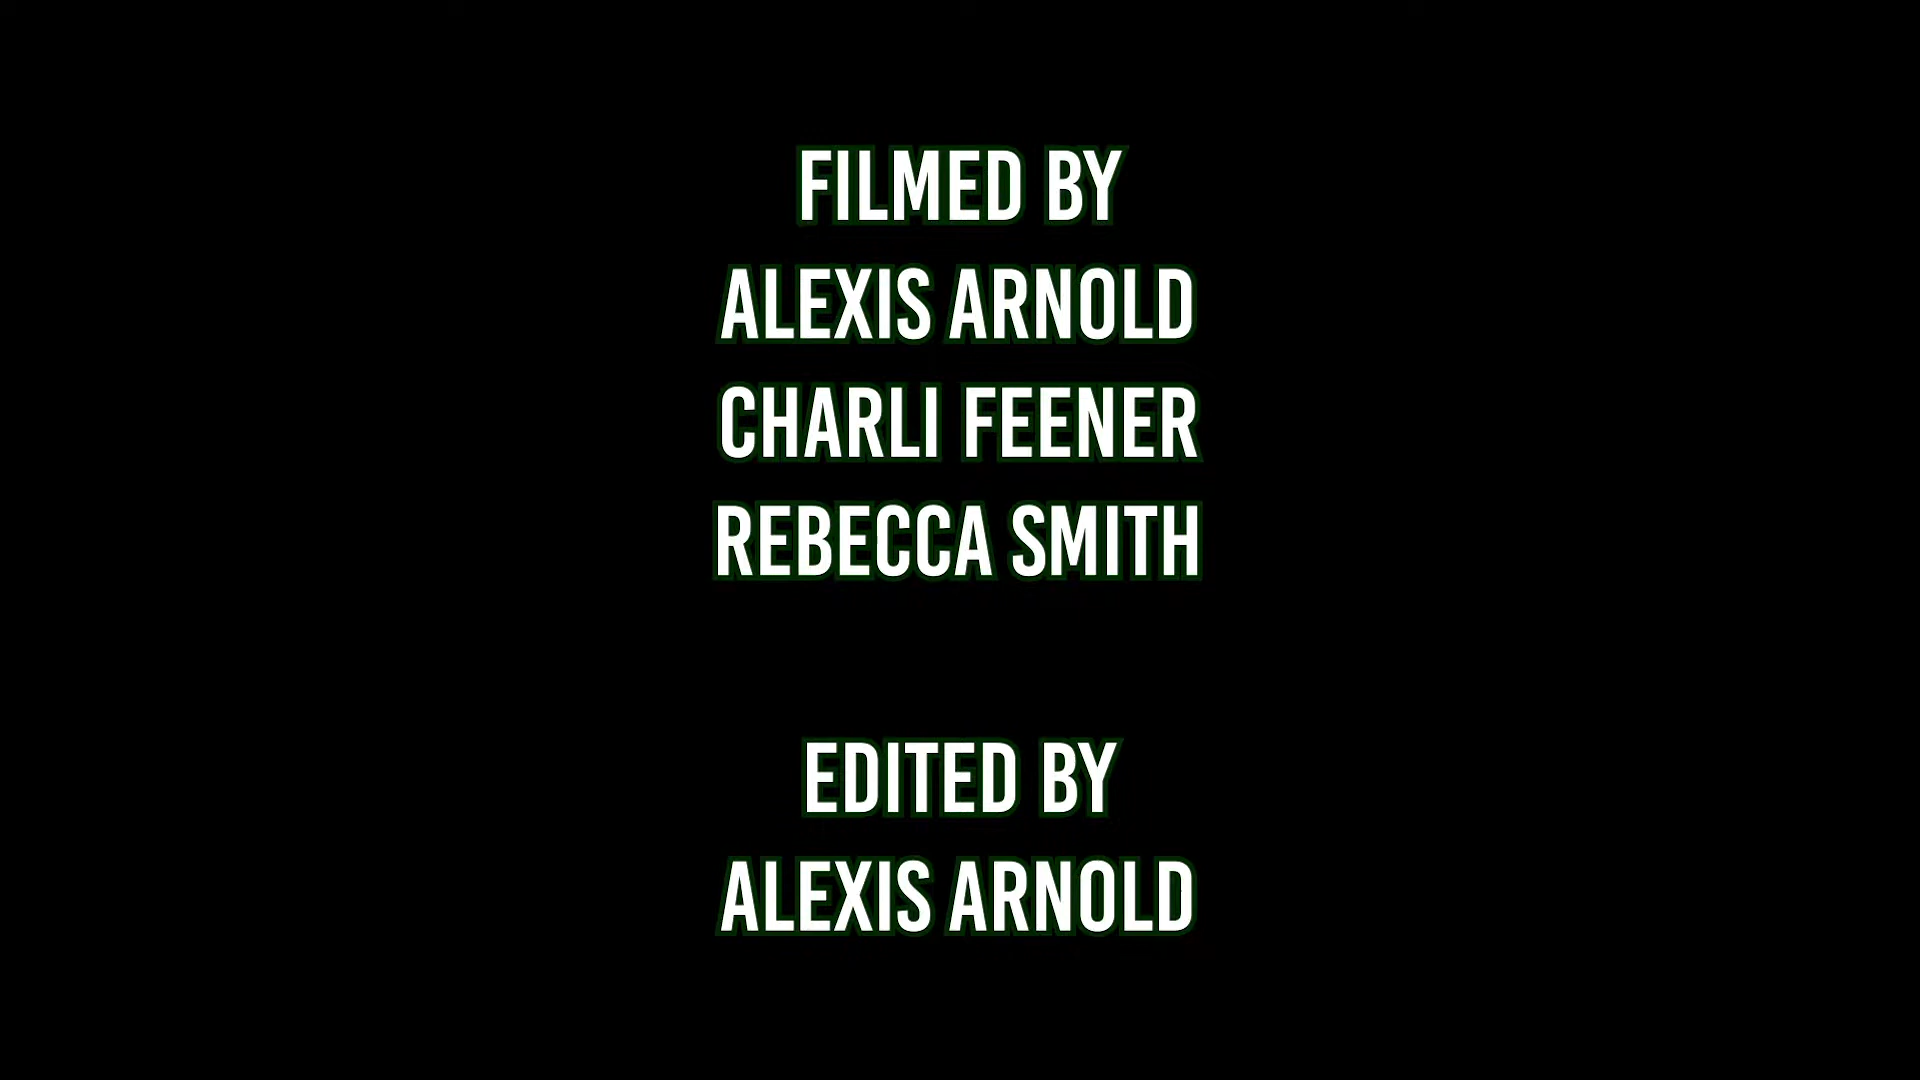 FILMED BY
ALEXIS ARNOLD
CHARLI FEENER
REBECCA SMITH
EDITED BY
ALEXIS ARNOLD